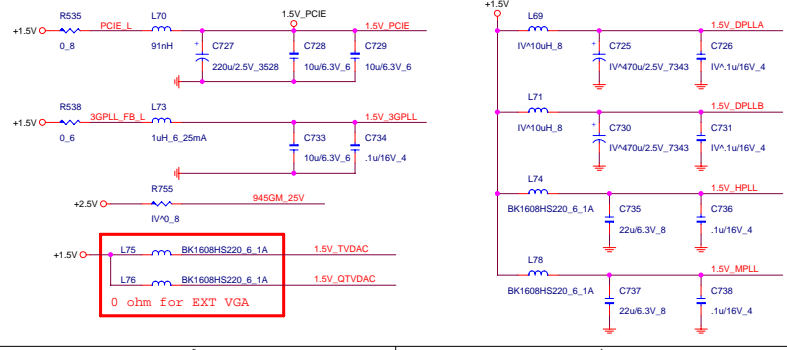 R535
L70
1.5V_PCIE
+1.5V
PCIE_L
1.5V_PCIE
0_8
91nH
+
C727
C728
C729
220u/2.5V_3528
10u/6.3V_6
10u/6.3V_6
R538
L73
+1.5V
3GPLL_FB_L
1.5V_3GPLL
0_6
1uH_6_25mA
C733
C734
10u/6.3V_6
.1u/16V_4
R755
+2.5V
945GM_25V
IV^0_8
+1.5V
L75
BK1608HS220_6_1A
1.5V_TVDAC
L76
BK1608HS220_6_1A
1.5V_QTVDAC
0 ohm for EXT VGA
+1.5V
L69
1.5V_DPLLA
IV^10uH_8
+
C725
C726
IV^470u/2.5V_7343
IV^.1u/16V_4
L71
1.5V_DPLLB
IV^10uH_8
+
C730
C731
IV^470u/2.5V_7343
IV^.1u/16V_4
L74
1.5V_HPLL
BK1608HS220_6_1A
C735
C736
22u/6.3V_8
.1u/16V_4
L78
1.5V_MPLL
BK1608HS220_6_1A
C737
C738
22u/6.3V_8
.1u/16V_4